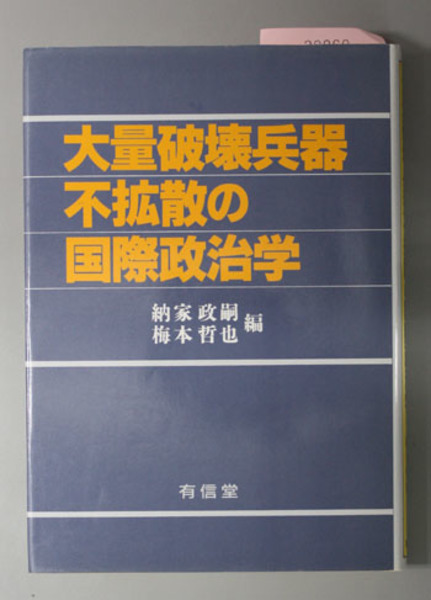 大量破壊兵器
不拡散の
国際政治学
納家政嗣
梅本哲也 編
有信堂